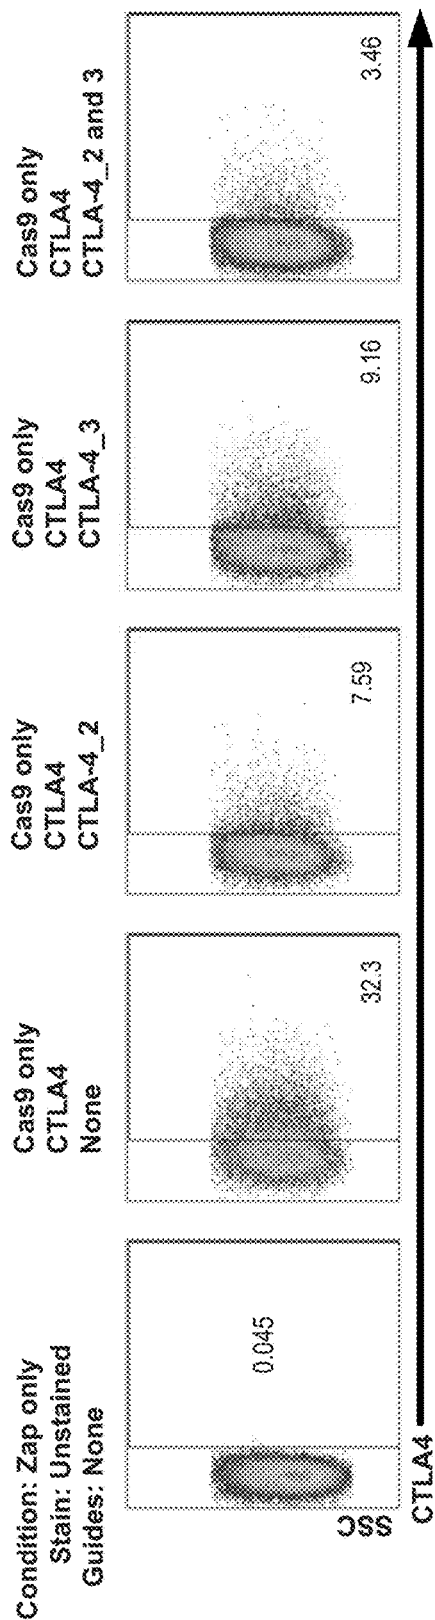 Condition: Zap only
Stain: Unstained
Guides: None
Cas9 only
CTLA4
None
Cas9 only
CTLA4
CTLA-4_2
Cas9 only
CTLA4
CTLA-4_3
Cas9 only
CTLA4
CTLA-4_2 and 3
0.045
32.3
7.59
9.16
3.46
SSC
CTLA4